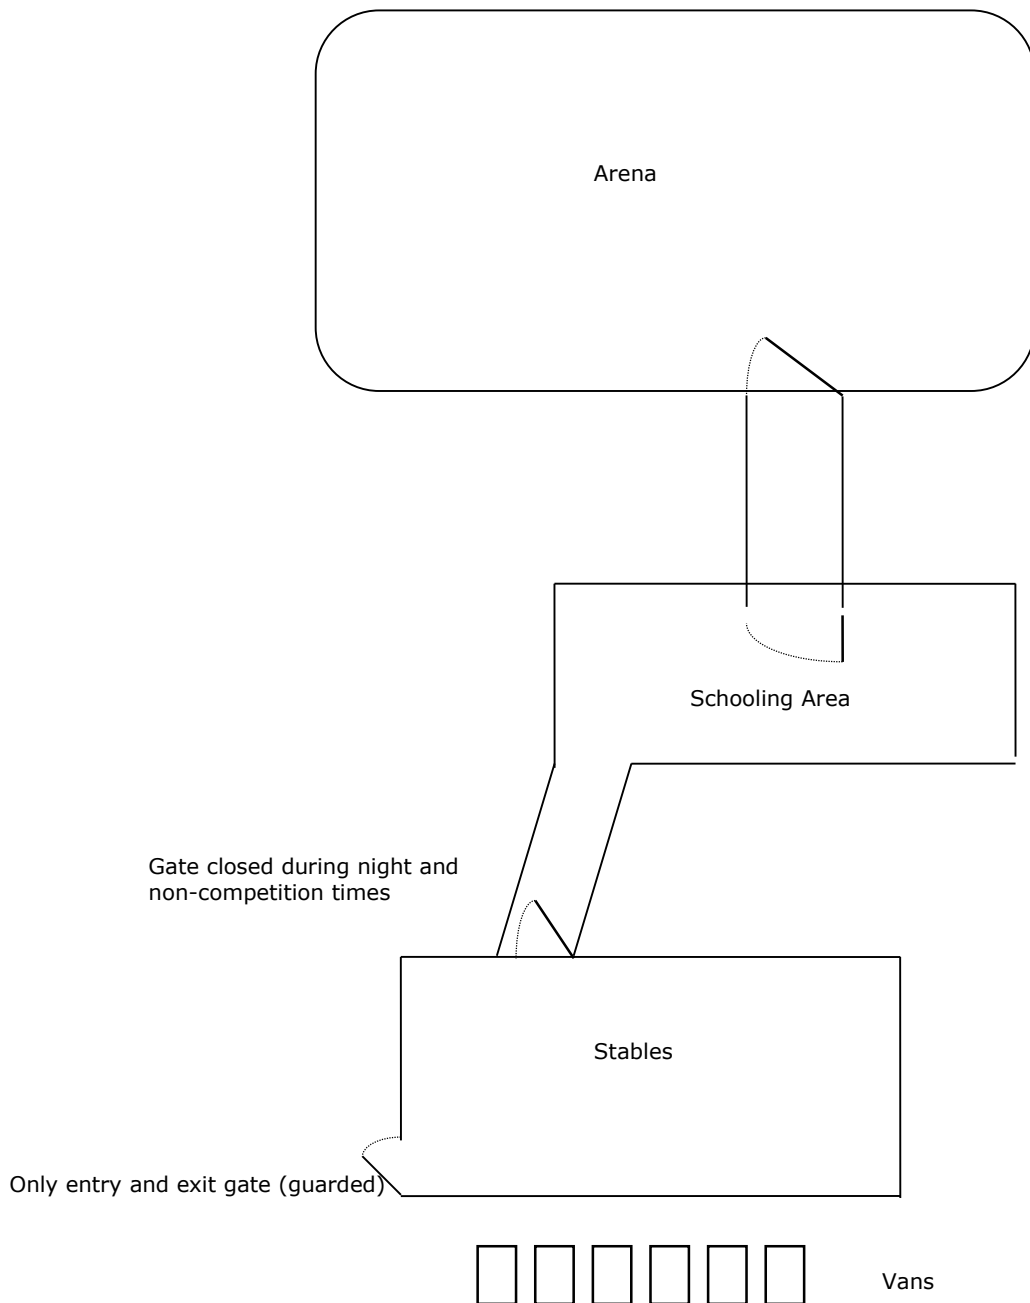 Arena
Schooling Area
Gate closed during night and
non-competition times
Stables
Only entry and exit gate (guarded)
Vans